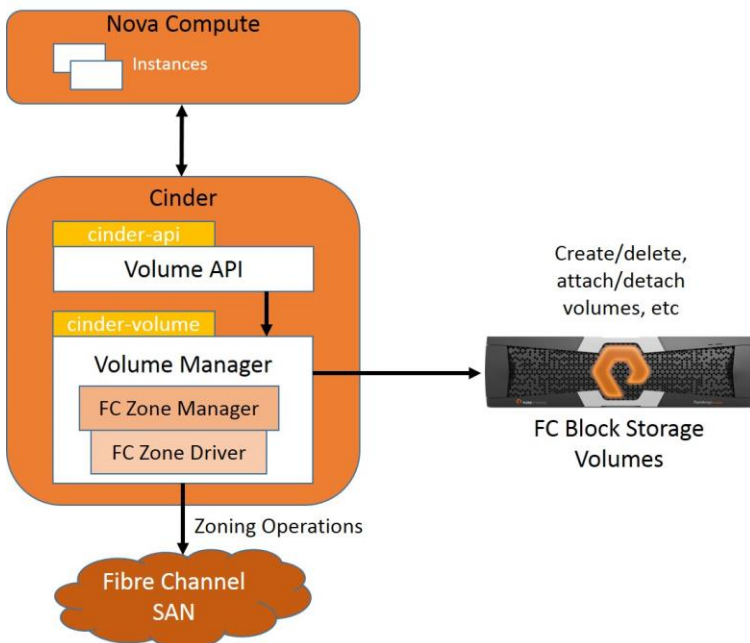 Nova Compute
Instances
Cinder
cinder-api
Volume API
cinder-volume
Volume Manager
FC Zone Manager
FC Zone Driver
Zoning Operations
Fibre Channel
SAN
Create/delete,
attach/detach
volumes, etc
FC Block Storage
Volumes